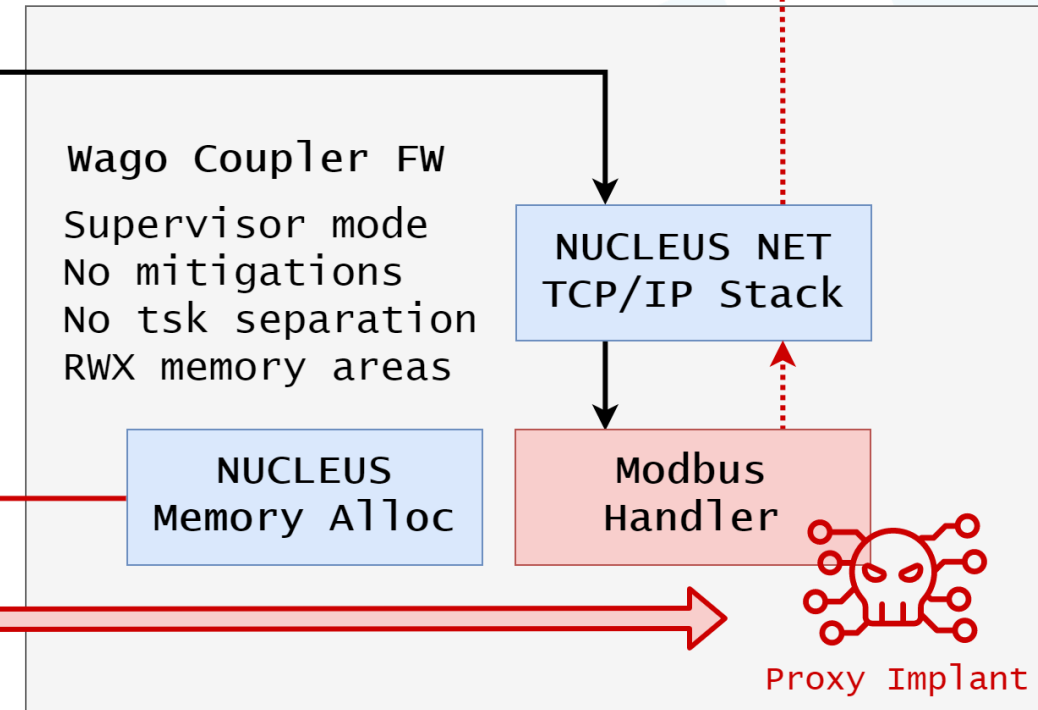 Wago Coupler FW
Supervisor mode
No mitigations
No tsk separation
RWX memory areas
NUCLEUS NET
TCP/IP Stack
NUCLEUS
Memory Alloc
Modbus
Handler
Proxy Implant